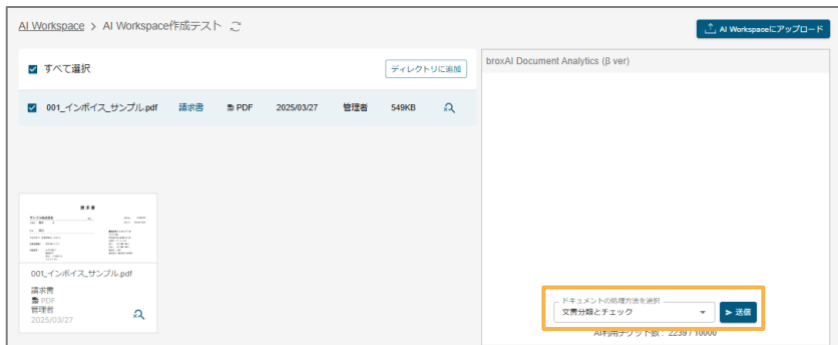 AI Workspace > AI Workspace作成テスト
AI Workspaceにアップロード
すべて選択
ディレクトリに追加
001_インボイス_サンプル.pdf 請求書 PDF 2025/03/27 管理者 549KB
broxAI Document Analytics (β ver)
請求書
001_インボイス_サンプル.pdf
請求書
PDF
管理者
2025/03/27
ドキュメントの処理方法を選択
文書分類とチェック
送信
AI利用チケット数 : 2239 / 10000